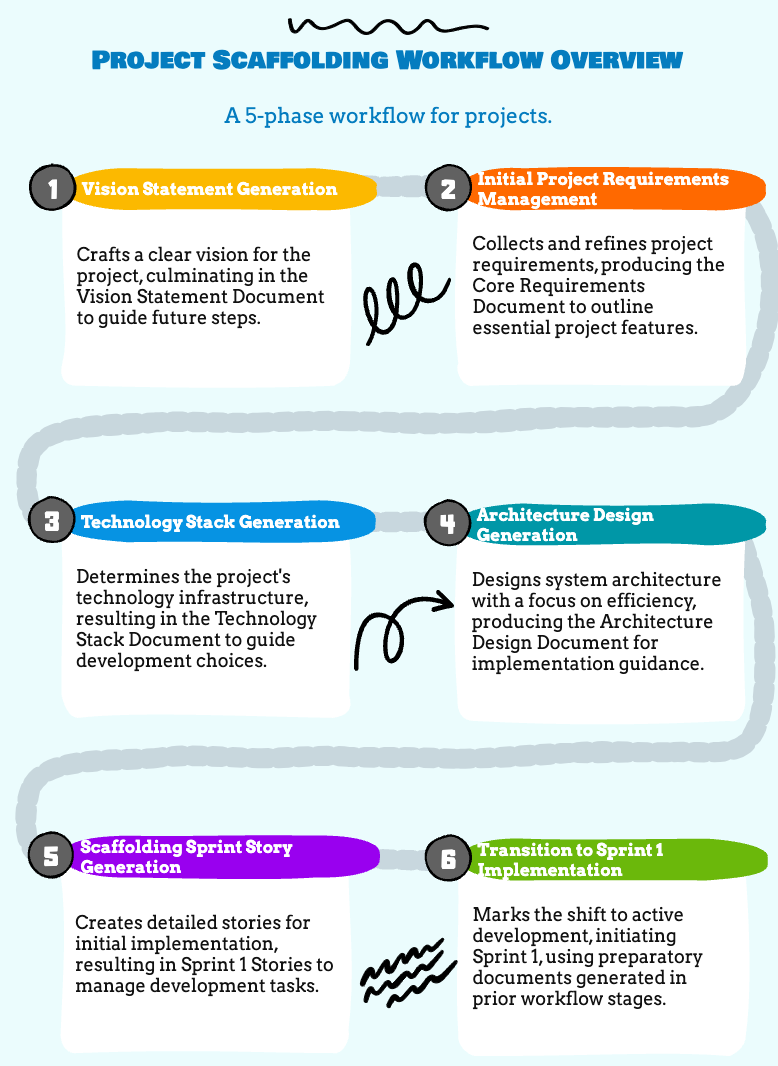 Project Scaffolding Workflow Overview
A 5-phase workflow for projects.
1
Vision Statement Generation
Crafts a clear vision for the
project, culminating in the
Vision Statement Document
to guide future steps.
2
Initial Project Requirements
Management
Collects and refines project
requirements, producing the
Core Requirements
Document to outline
essential project features.
3
Technology Stack Generation
Determines the project's
technology infrastructure,
resulting in the Technology
Stack Document to guide
development choices.
4
Architecture Design
Generation
Designs system architecture
with a focus on efficiency,
producing the Architecture
Design Document for
implementation guidance.
5
Scaffolding Sprint Story
Generation
Creates detailed stories for
initial implementation,
resulting in Sprint 1 Stories to
manage development tasks.
6
Transition to Sprint 1
Implementation
Marks the shift to active
development, initiating
Sprint 1, using preparatory
documents generated in
prior workflow stages.